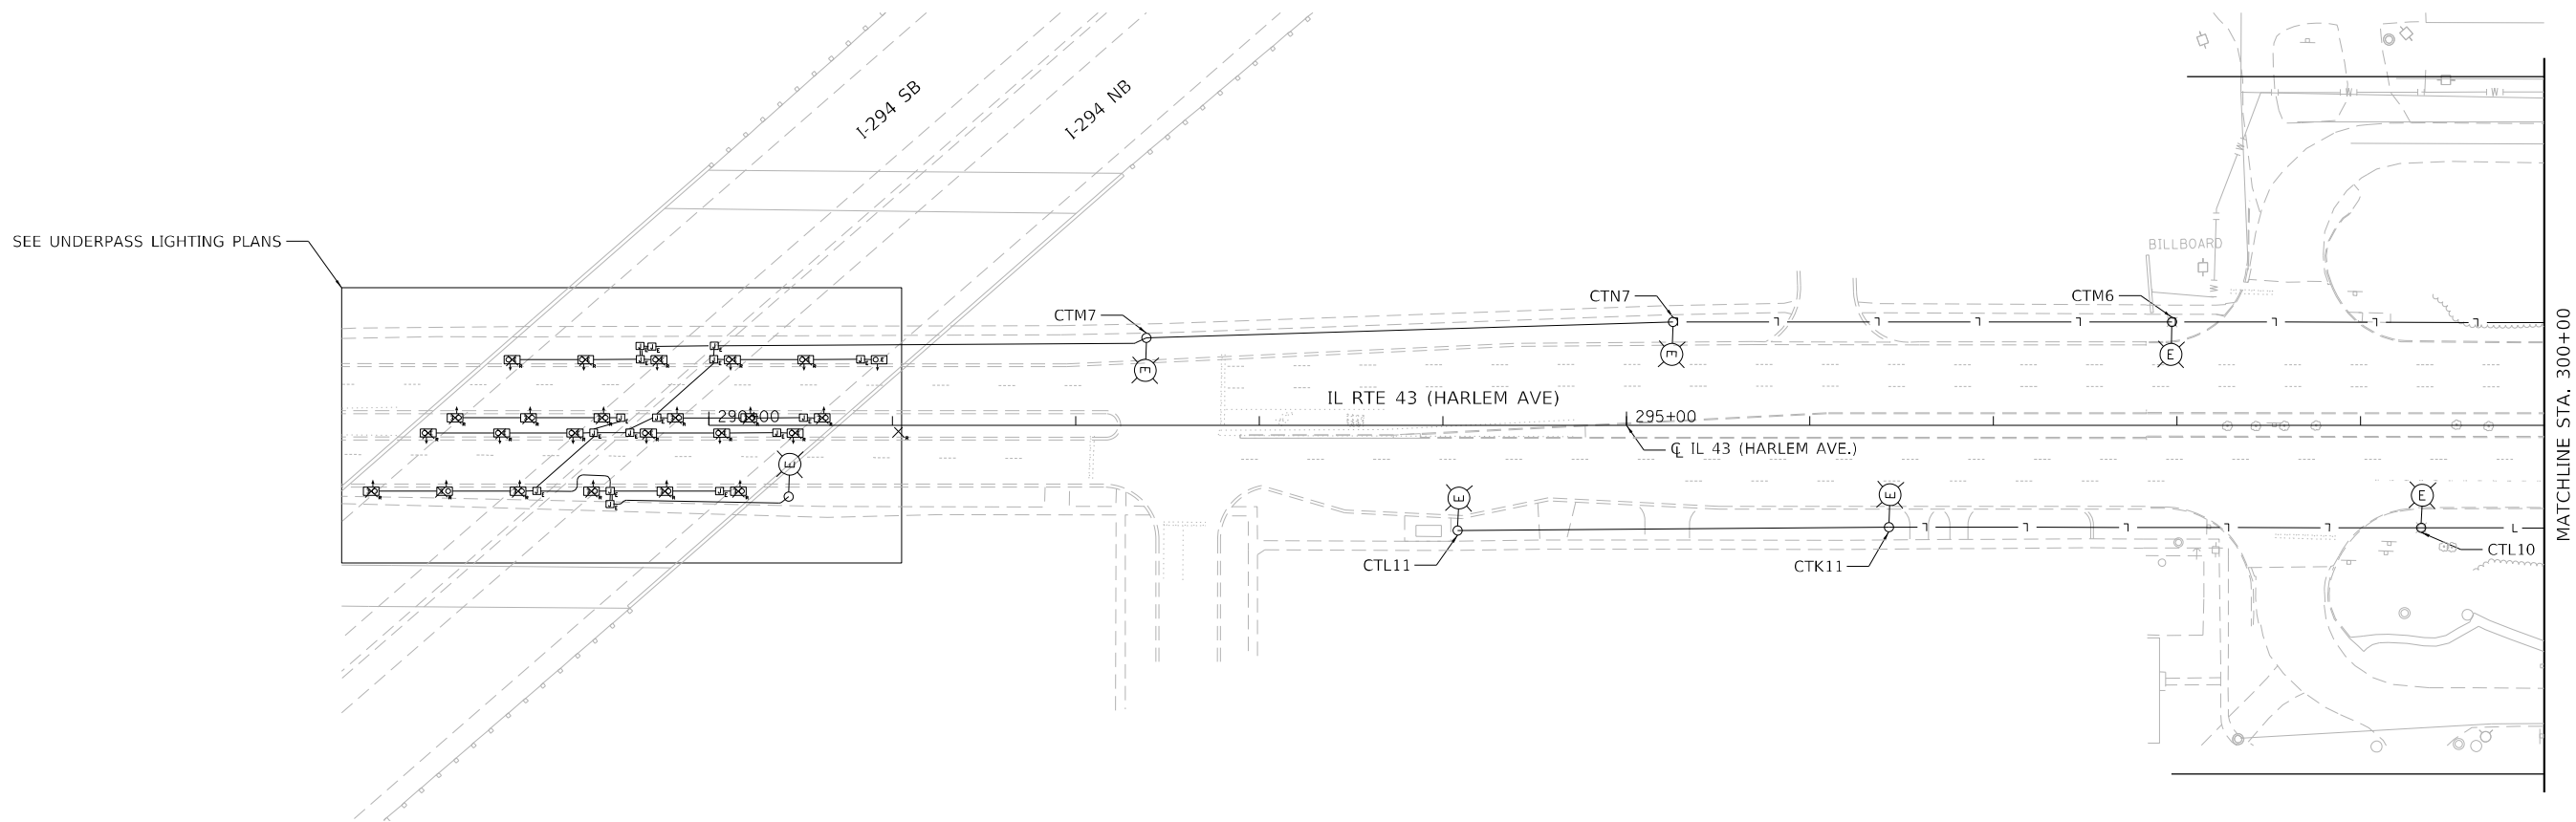 I-294 SB
I-294 NB
SEE UNDERPASS LIGHTING PLANS
BILLBOARD
CTM7
CTN7
CTM6
E
E
E
IL RTE 43 (HARLEM AVE)
290+00
295+00
℄ IL 43 (HARLEM AVE.)
MATCHLINE STA. 300+00
E
E
E
E
L
CTL11
CTK11
CTL10
W
W